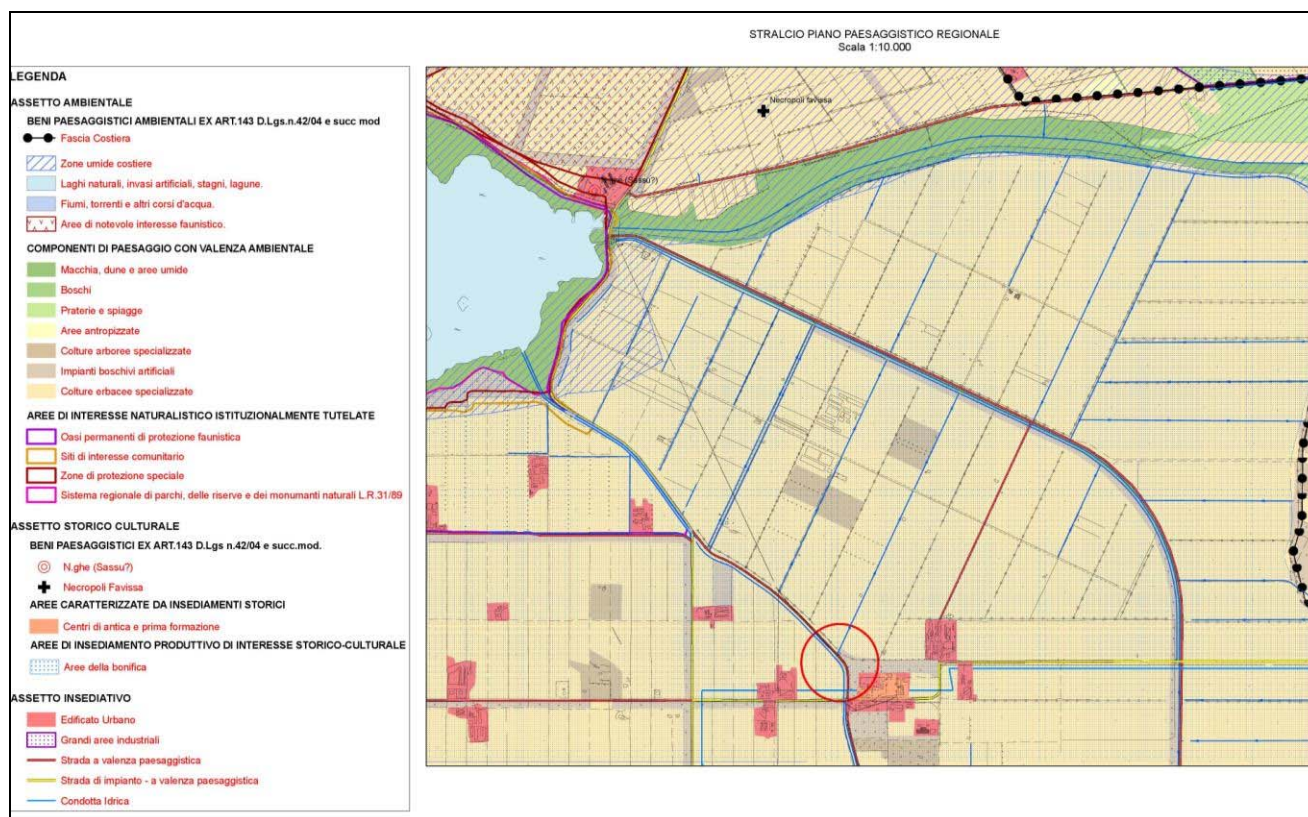 STRALCIO PIANO PAESAGGISTICO REGIONALE
Scala 1:10.000
LEGENDA
ASSETTO AMBIENTALE
BENI PAESAGGISTICI AMBIENTALI EX ART.143 D.Lgs.n.42/04 e succ mod
Fascia Costiera
Zone umide costiere
Laghi naturali, invasi artificiali, stagni, lagune.
Fiumi, torrenti e altri corsi d'acqua.
Aree di notevole interesse faunistico.
COMPONENTI DI PAESAGGIO CON VALENZA AMBIENTALE
Macchia, dune e aree umide
Boschi
Praterie e spiagge
Aree antropizzate
Colture arboree specializzate
Impianti boschivi artificiali
Colture erbacee specializzate
AREE DI INTERESSE NATURALISTICO ISTITUZIONALMENTE TUTELATE
Oasi permanenti di protezione faunistica
Siti di interesse comunitario
Zone di protezione speciale
Sistema regionale di parchi, delle riserve e dei monumanti naturali L.R.31/89
ASSETTO STORICO CULTURALE
BENI PAESAGGISTICI EX ART.143 D.Lgs n.42/04 e succ.mod.
N.ghe (Sassu?)
Necropoli Favissa
AREE CARATTERIZZATE DA INSEDIAMENTI STORICI
Centri di antica e prima formazione
AREE DI INSEDIAMENTO PRODUTTIVO DI INTERESSE STORICO-CULTURALE
Aree della bonifica
ASSETTO INSEDIATIVO
Edificato Urbano
Grandi aree industriali
Strada a valenza paesaggistica
Strada di impianto - a valenza paesaggistica
Condotta Idrica
Necropoli favissa
N.ghe (Sassu?)